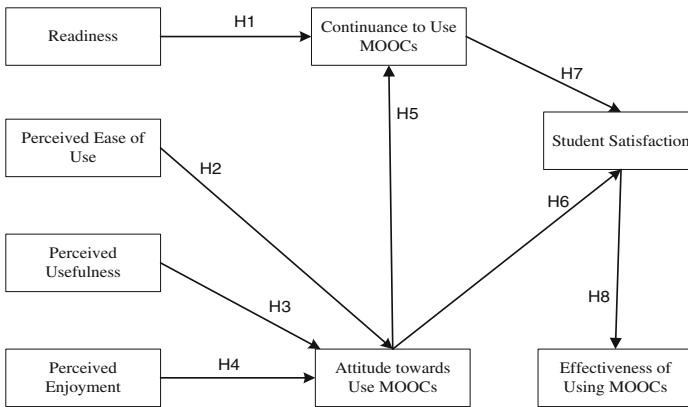 Readiness
H1
Continuance to Use
MOOCs
H7
H5
Perceived Ease of
Use
H2
Student Satisfaction
H6
Perceived
Usefulness
H3
H8
Perceived
Enjoyment
H4
Attitude towards
Use MOOCs
Effectiveness of
Using MOOCs